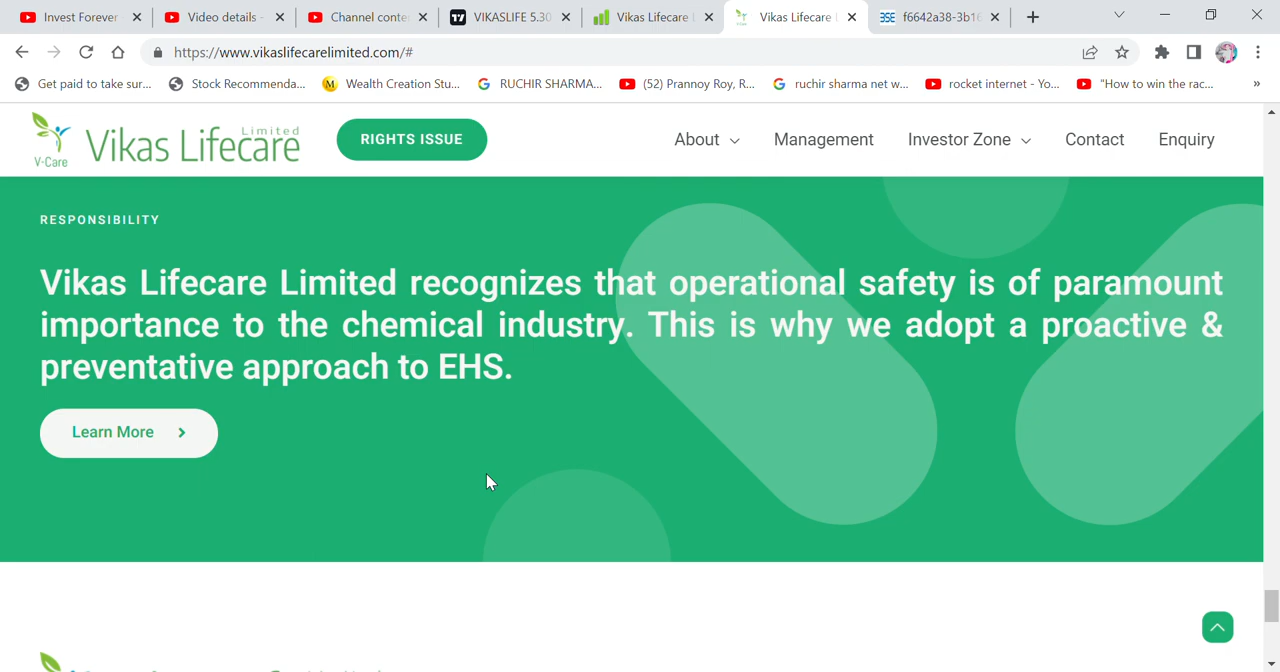 Invest Forever
Video details -
Channel conte
VIKASLIFE 5.30
Vikas Lifecare
Vikas Lifecare
f6642a38-3b16
https://www.vikaslifecarelimited.com/#
Get paid to take sur...
Stock Recommenda...
Wealth Creation Stu...
RUCHIR SHARMA...
(52) Prannoy Roy, R...
ruchir sharma net w...
rocket internet - Yo...
"How to win the rac...
»
V-Care
Vikas Lifecare
Limited
RIGHTS ISSUE
About
Management
Investor Zone
Contact
Enquiry
RESPONSIBILITY
Vikas Lifecare Limited recognizes that operational safety is of paramount
importance to the chemical industry. This is why we adopt a proactive &
preventative approach to EHS.
Learn More